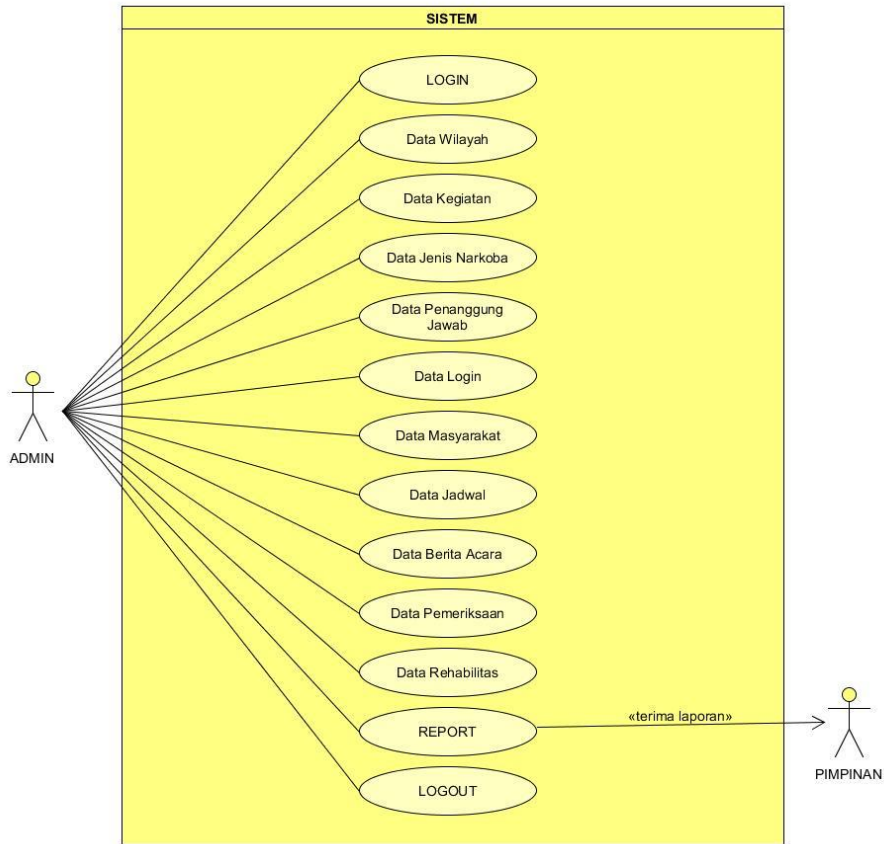 SISTEM
LOGIN
Data Wilayah
Data Kegiatan
Data Jenis Narkoba
Data Penanggung
Jawab
Data Login
Data Masyarakat
ADMIN
Data Jadwal
Data Berita Acara
Data Pemeriksaan
Data Rehabilitas
REPORT
«terima laporan»
PIMPINAN
LOGOUT